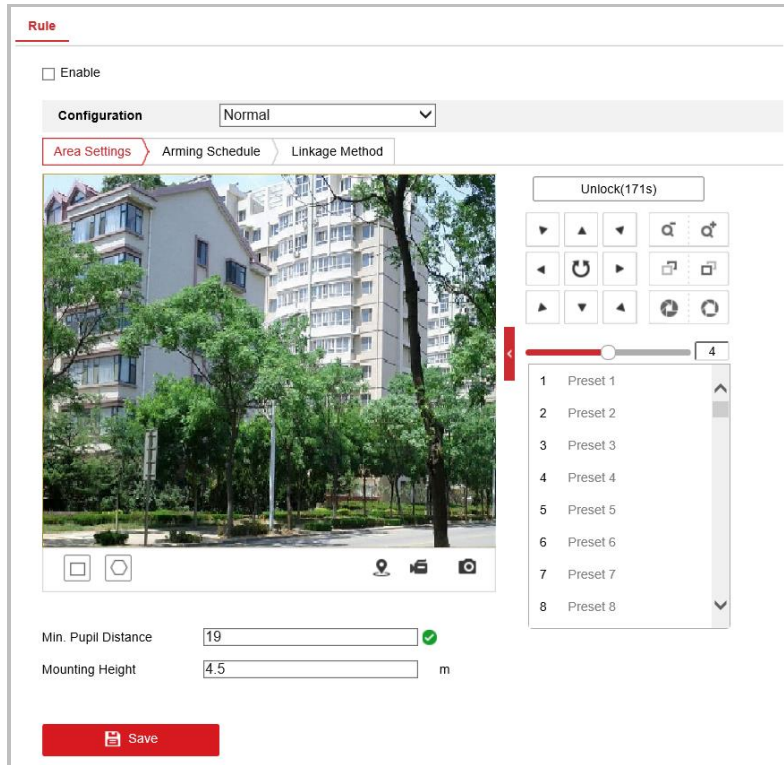 Rule
Enable
Configuration Normal
Area Settings Arming Schedule Linkage Method
Unlock(171s)
4
1 Preset 1
2 Preset 2
3 Preset 3
4 Preset 4
5 Preset 5
6 Preset 6
7 Preset 7
8 Preset 8
Min. Pupil Distance 19
Mounting Height 4.5 m
Save